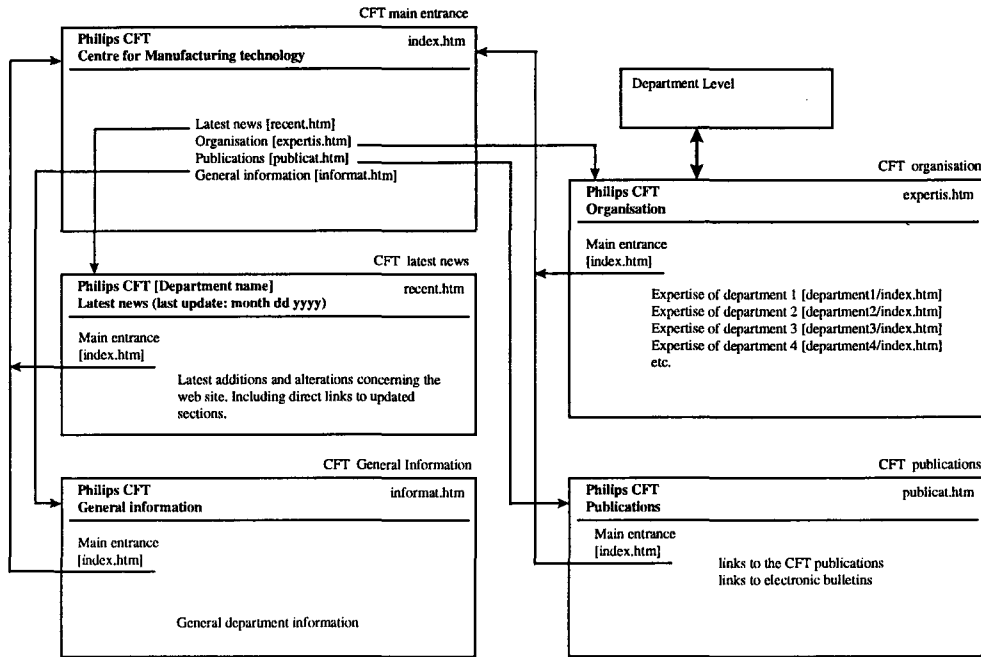 CFT main entrance
Philips CFT
index.htm
Centre for Manufacturing technology
Latest news [recent.htm]
Organisation [expertis.htm]
Publications [publicat.htm]
General information [informat.htm]
Department Level
CFT organisation
Philips CFT
expertis.htm
Organisation
Main entrance
[index.htm]
Expertise of department 1 [department1/index.htm]
Expertise of department 2 [department2/index.htm]
Expertise of department 3 [department3/index.htm]
Expertise of department 4 [department4/index.htm]
etc.
CFT latest news
Philips CFT [Department name]
recent.htm
Latest news (last update: month dd yyyy)
Main entrance
[index.htm]
Latest additions and alterations concerning the
web site. Including direct links to updated
sections.
CFT General Information
Philips CFT
informat.htm
General information
Main entrance
[index.htm]
General department information
CFT publications
Philips CFT
publicat.htm
Publications
Main entrance
[index.htm]
links to the CFT publications
links to electronic bulletins